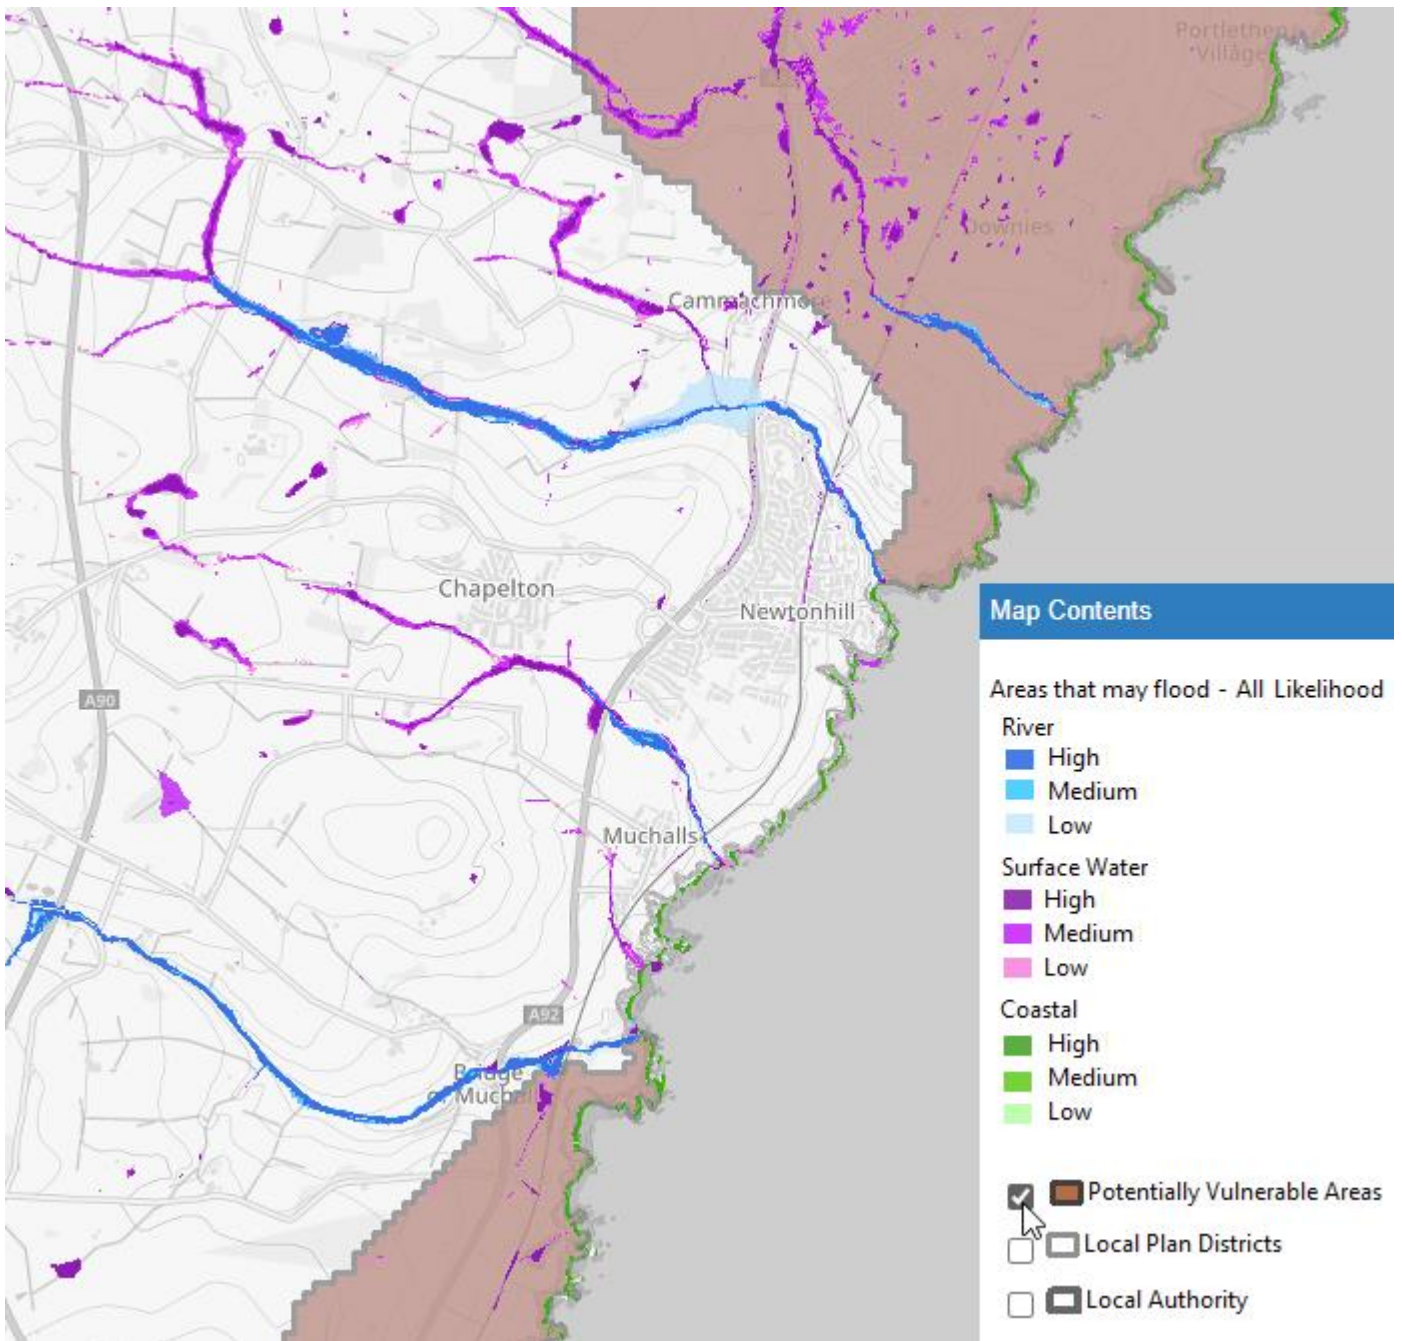 Portlethen
Village
Downies
Cammachmore
Chapelton
Newtonhill
Map Contents
A90
Areas that may flood - All Likelihood
River
High
Medium
Low
Muchalls
Surface Water
High
Medium
Low
Coastal
A92
High
Bridge
Medium
of Muchalls
Low
Potentially Vulnerable Areas
Local Plan Districts
Local Authority